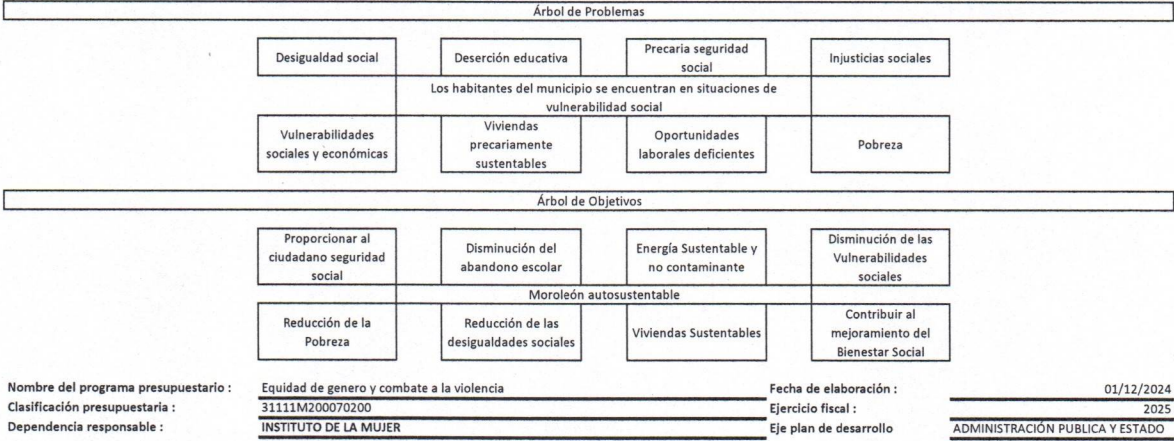 Árbol de Problemas
Desigualdad social
Deserción educativa
Precaria seguridad
social
Injusticias sociales
Los habitantes del municipio se encuentran en situaciones de
vulnerabilidad social
Vulnerabilidades
sociales y económicas
Viviendas
precariamente
sustentables
Oportunidades
laborales deficientes
Pobreza
Árbol de Objetivos
Proporcionar al
ciudadano seguridad
social
Disminución del
abandono escolar
Energía Sustentable y
no contaminante
Disminución de las
Vulnerabilidades
sociales
Moroleón autosustentable
Reducción de la
Pobreza
Reducción de las
desigualdades sociales
Viviendas Sustentables
Contribuir al
mejoramiento del
Bienestar Social
Nombre del programa presupuestario : Equidad de genero y combate a la violencia Fecha de elaboración : 01/12/2024
Clasificación presupuestaria : 31111M200070200 Ejercicio fiscal : 2025
Dependencia responsable : INSTITUTO DE LA MUJER Eje plan de desarrollo ADMINISTRACIÓN PUBLICA Y ESTADO